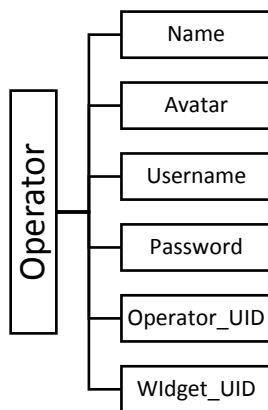 Operator
Name
Avatar
Username
Password
Operator_UID
WIdget_UID